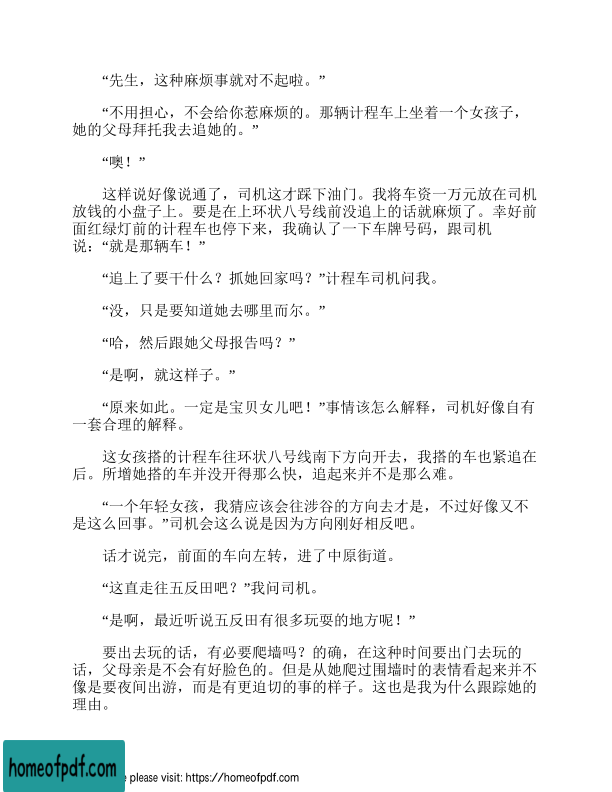 “先生，这种麻烦事就对不起啦。”
“不用担心，不会给你惹麻烦的。那辆计程车上坐着一个女孩子，
她的父母拜托我去追她的。”
“噢！”
这样说好像说通了，司机这才踩下油门。我将车资一万元放在司机
放钱的小盘子上。要是在上环状八号线前没追上的话就麻烦了。幸好前
面红绿灯前的计程车也停下来，我确认了一下车牌号码，跟司机
说：“就是那辆车！”
“追上了要干什么？抓她回家吗？”计程车司机问我。
“没，只是要知道她去哪里而尔。”
“哈，然后跟她父母报告吗？”
“是啊，就这样子。”
“原来如此。一定是宝贝女儿吧！”事情该怎么解释，司机好像自有
一套合理的解释。
这女孩搭的计程车往环状八号线南下方向开去，我搭的车也紧追在
后。所增她搭的车并没开得那么快，追起来并不是那么难。
“一个年轻女孩，我猜应该会往涉谷的方向去才是，不过好像又不
是这么回事。”司机会这么说是因为方向刚好相反吧。
话才说完，前面的车向左转，进了中原街道。
“这直走往五反田吧？”我问司机。
“是啊，最近听说五反田有很多玩耍的地方呢！”
要出去玩的话，有必要爬墙吗？的确，在这种时间要出门去玩的
话，父母亲是不会有好脸色的。但是从她爬过围墙时的表情看起来并不
像是要夜间出游，而是有更迫切的事的样子。这也是我为什么跟踪她的
理由。
homeofpdf.com
e please visit: https://homeofpdf.com